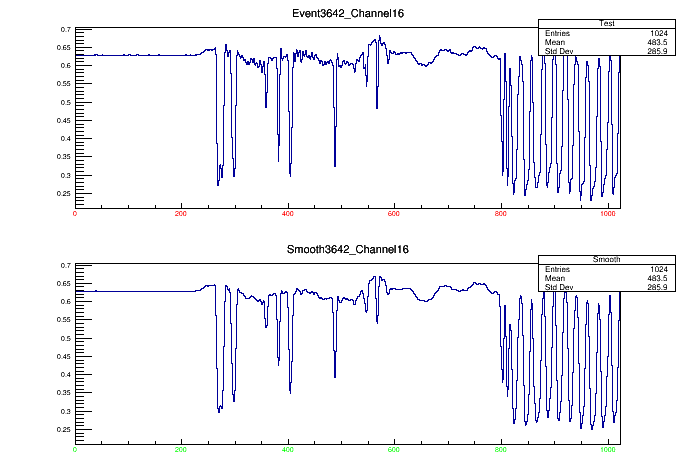 Event3642_Channel16
Test
Entries 1024
Mean 483.5
Std Dev 285.9
0.7
0.65
0.6
0.55
0.5
0.45
0.4
0.35
0.3
0.25
0 200 400 600 800 1000
Smooth3642_Channel16
Smooth
Entries 1024
Mean 483.5
Std Dev 285.9
0.7
0.65
0.6
0.55
0.5
0.45
0.4
0.35
0.3
0.25
0 200 400 600 800 1000